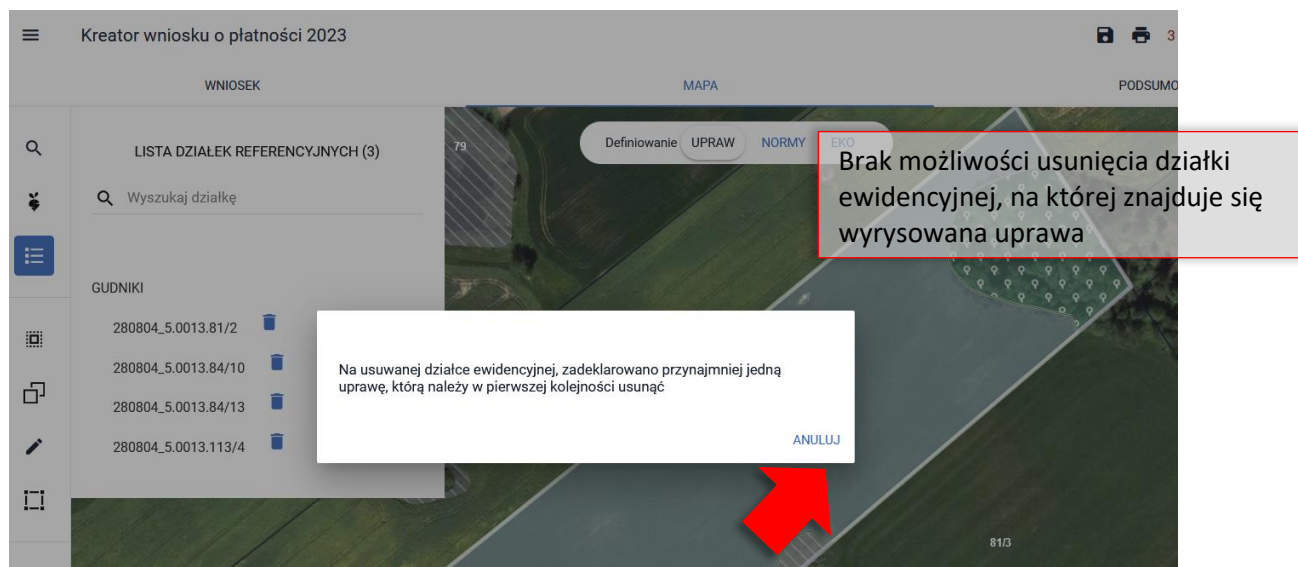 Kreator wniosku o płatności 2023
3
WNIOSEK
MAPA
PODSUMO
LISTA DZIAŁEK REFERENCYJNYCH (3)
79
Definiowanie UPRAW NORMY EKO
Brak możliwości usunięcia działki
ewidencyjnej, na której znajduje się
wyrysowana uprawa
Wyszukaj działkę
GUDNIKI
280804_5.0013.81/2
280804_5.0013.84/10
280804_5.0013.84/13
280804_5.0013.113/4
Na usuwanej działce ewidencyjnej, zadeklarowano przynajmniej jedną
uprawę, którą należy w pierwszej kolejności usunąć
ANULUJ
81/3